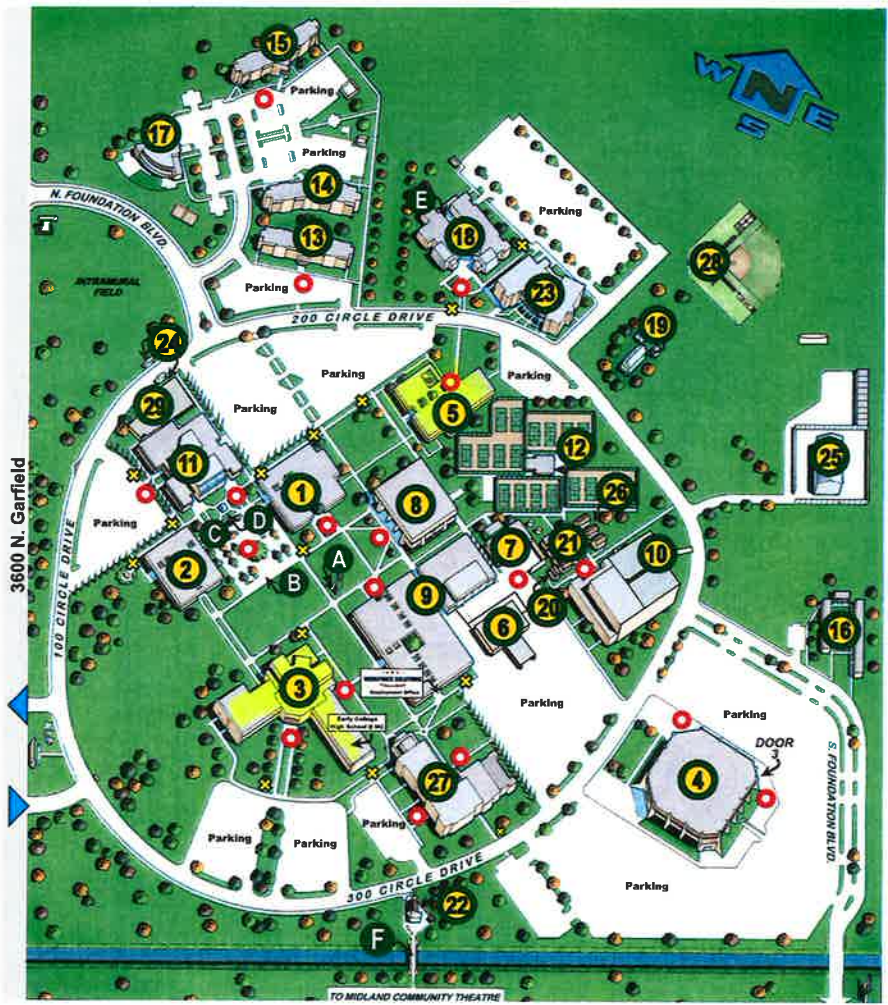 15
Parking
W N E S
17
Parking
14
N. FOUNDATION BLVD.
E
Parking
18
13
28
INTRAMURAL
FIELD
Parking
23
200 CIRCLE DRIVE
19
24
Parking
Parking
29
Parking
5
12
11
25
1
26
8
Parking
C
D
7
21
10
3600 N. Garfield
2
A
B
9
20
6
16
100 CIRCLE DRIVE
3
Parking
Parking
Early College
High School
DOOR
3
4
27
S. FOUNDATION BLVD.
Parking
Parking
Parking
300 CIRCLE DRIVE
Parking
22
F
TO MIDLAND COMMUNITY THEATRE